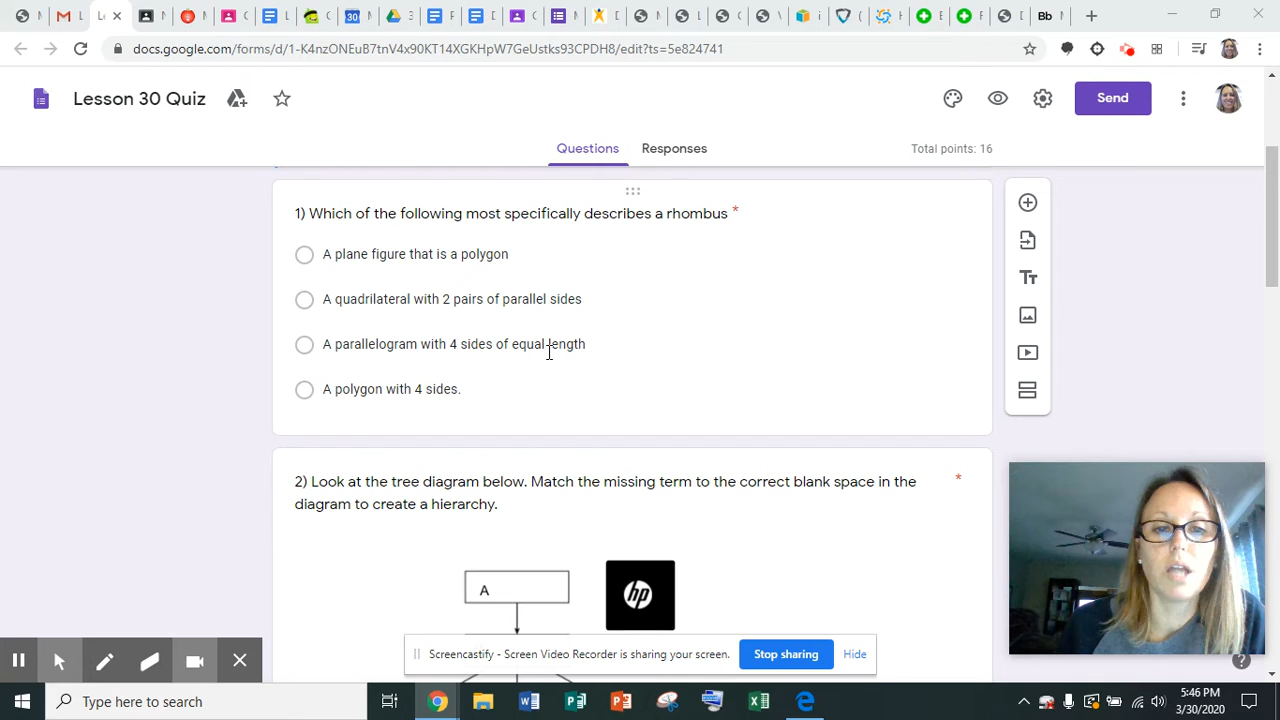 docs.google.com/forms/d/1-K4nzONEuB7tnV4x90KT14XGKHpW7GeUstks93CPDH8/edit?ts=5e824741
Lesson 30 Quiz
Send
Questions
Responses
Total points: 16
1) Which of the following most specifically describes a rhombus *
A plane figure that is a polygon
A quadrilateral with 2 pairs of parallel sides
A parallelogram with 4 sides of equal length
A polygon with 4 sides.
2) Look at the tree diagram below. Match the missing term to the correct blank space in the *
diagram to create a hierarchy.
A
hp
Screencastify - Screen Video Recorder is sharing your screen.
Stop sharing
Hide
Type here to search
5:46 PM
3/30/2020